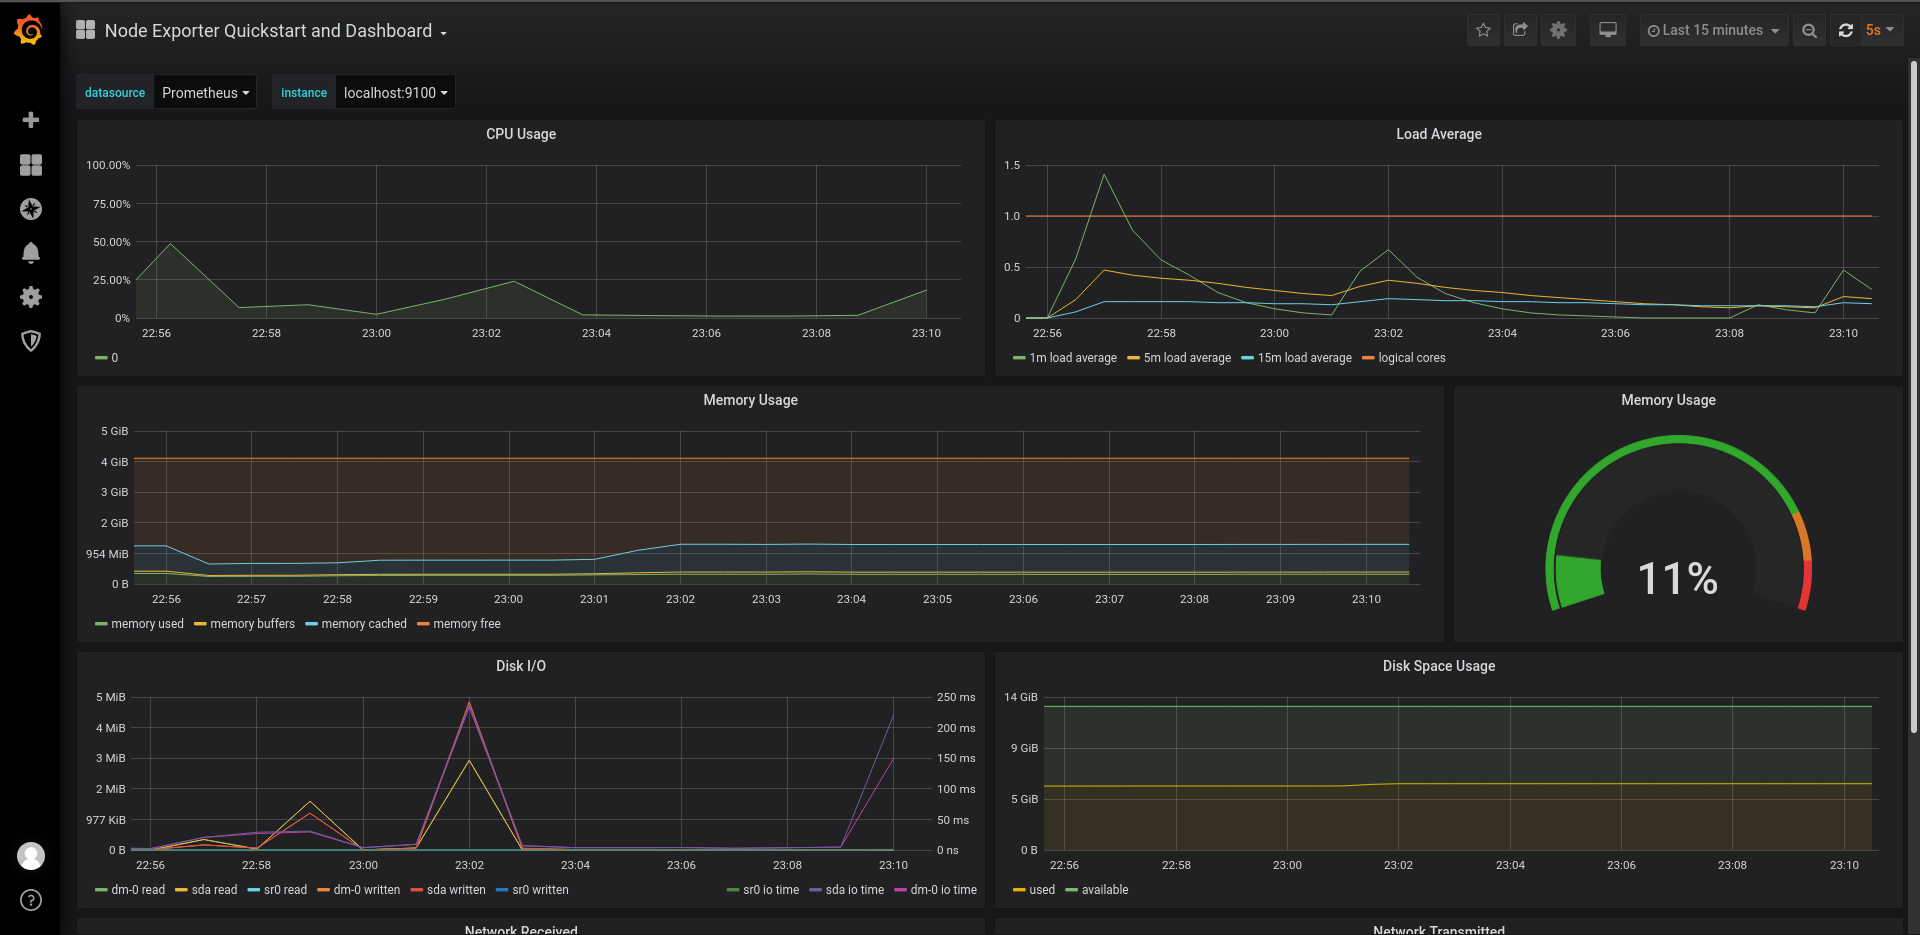 Node Exporter Quickstart and Dashboard
Last 15 minutes
5s
datasource Prometheus instance localhost:9100
CPU Usage
100.00%
75.00%
50.00%
25.00%
0%
22:56 22:58 23:00 23:02 23:04 23:06 23:08 23:10
0
Load Average
1.5
1.0
0.5
0
22:56 22:58 23:00 23:02 23:04 23:06 23:08 23:10
1m load average 5m load average 15m load average logical cores
Memory Usage
5 GiB
4 GiB
3 GiB
2 GiB
954 MiB
0 B
22:56 22:57 22:58 22:59 23:00 23:01 23:02 23:03 23:04 23:05 23:06 23:07 23:08 23:09 23:10
memory used memory buffers memory cached memory free
Memory Usage
11%
Disk I/O
5 MiB
4 MiB
3 MiB
2 MiB
977 KiB
0 B
250 ms
200 ms
150 ms
100 ms
50 ms
0 ns
22:56 22:58 23:00 23:02 23:04 23:06 23:08 23:10
dm-0 read sda read sr0 read dm-0 written sda written sr0 written sr0 io time sda io time dm-0 io time
Disk Space Usage
14 GiB
9 GiB
5 GiB
0 B
22:56 22:58 23:00 23:02 23:04 23:06 23:08 23:10
used available
Network Received
Network Transmitted